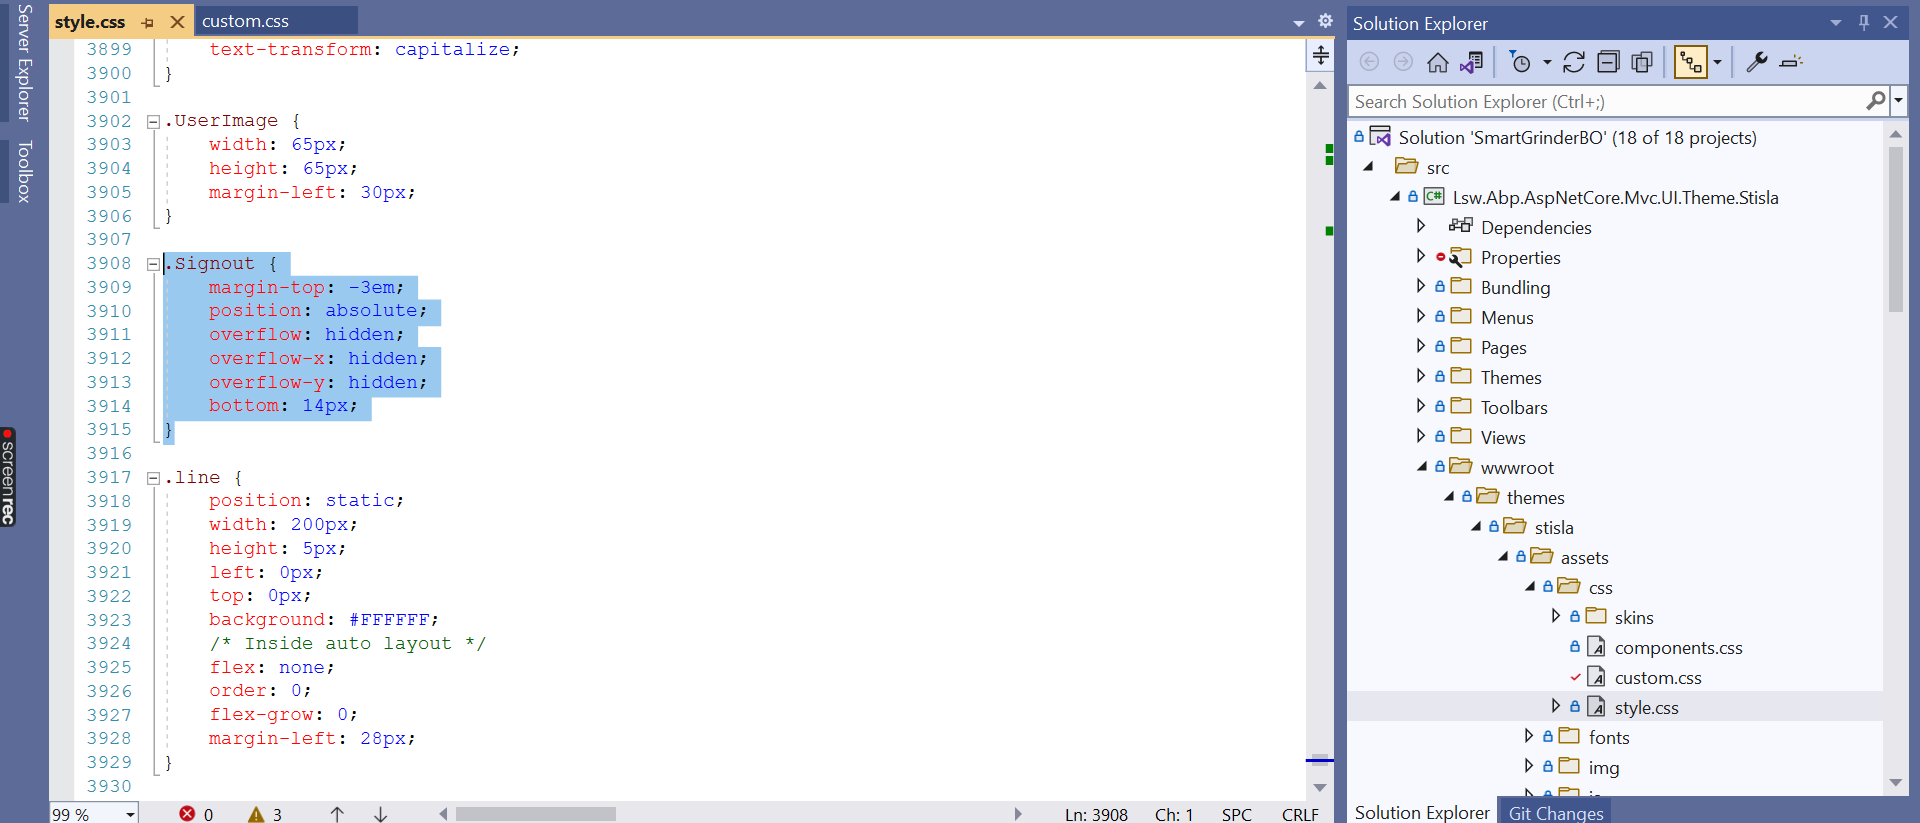 Server Explorer
Toolbox
screenrec
style.css
custom.css
3899 text-transform: capitalize;
3900 }
3901
3902 .UserImage {
3903 width: 65px;
3904 height: 65px;
3905 margin-left: 30px;
3906 }
3907
3908 .Signout {
3909 margin-top: -3em;
3910 position: absolute;
3911 overflow: hidden;
3912 overflow-x: hidden;
3913 overflow-y: hidden;
3914 bottom: 14px;
3915 }
3916
3917 .line {
3918 position: static;
3919 width: 200px;
3920 height: 5px;
3921 left: 0px;
3922 top: 0px;
3923 background: #FFFFFF;
3924 /* Inside auto layout */
3925 flex: none;
3926 order: 0;
3927 flex-grow: 0;
3928 margin-left: 28px;
3929 }
3930
99 % 0 3 Ln: 3908 Ch: 1 SPC CRLF
Solution Explorer
Search Solution Explorer (Ctrl+;)
Solution 'SmartGrinderBO' (18 of 18 projects)
src
C# Lsw.Abp.AspNetCore.Mvc.UI.Theme.Stisla
Dependencies
Properties
Bundling
Menus
Pages
Themes
Toolbars
Views
wwwroot
themes
stisla
assets
css
skins
components.css
custom.css
style.css
fonts
img
Solution Explorer Git Changes